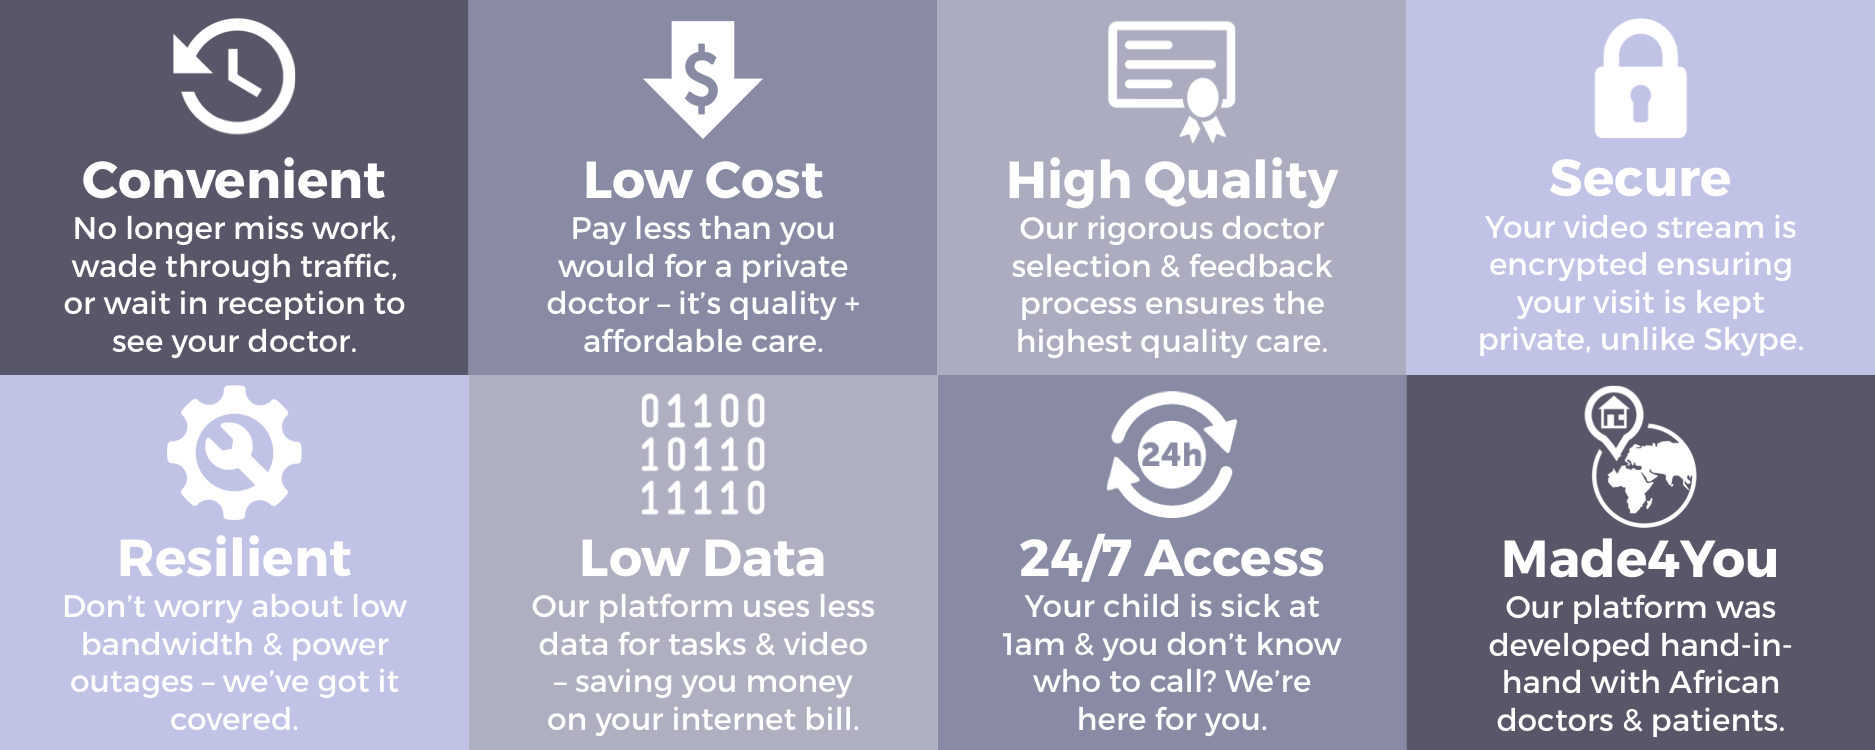 Convenient
No longer miss work,
wade through traffic,
or wait in reception to
see your doctor.
$
Low Cost
Pay less than you
would for a private
doctor – it's quality +
affordable care.
High Quality
Our rigorous doctor
selection & feedback
process ensures the
highest quality care.
Secure
Your video stream is
encrypted ensuring
your visit is kept
private, unlike Skype.
Resilient
Don't worry about low
bandwidth & power
outages – we've got it
covered.
01100
10110
11110
Low Data
Our platform uses less
data for tasks & video
– saving you money
on your internet bill.
24h
24/7 Access
Your child is sick at
1am & you don't know
who to call? We're
here for you.
Made4You
Our platform was
developed hand-in-
hand with African
doctors & patients.